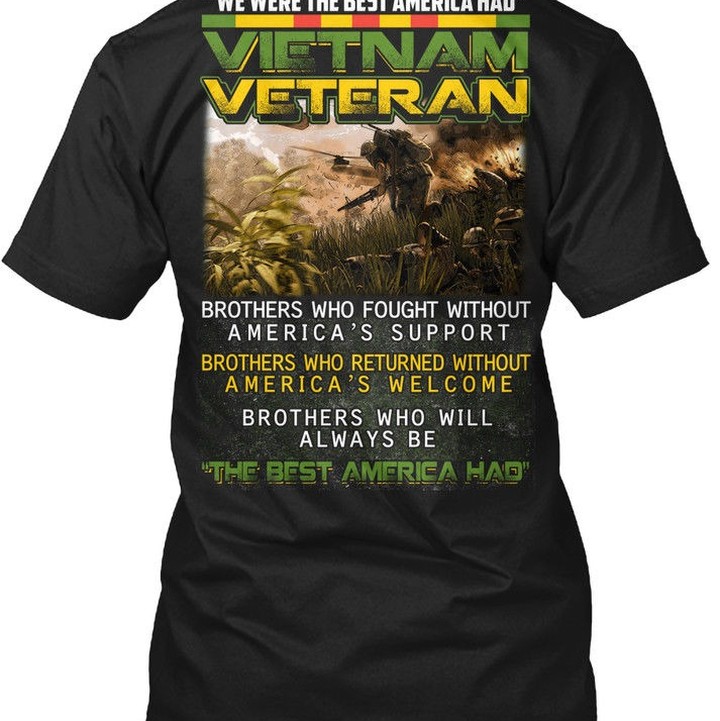 WE WERE THE BEST AMERICA HAD
VIETNAM
VETERAN
BROTHERS WHO FOUGHT WITHOUT
AMERICA'S SUPPORT
BROTHERS WHO RETURNED WITHOUT
AMERICA'S WELCOME
BROTHERS WHO WILL
ALWAYS BE
"THE BEST AMERICA HAD"